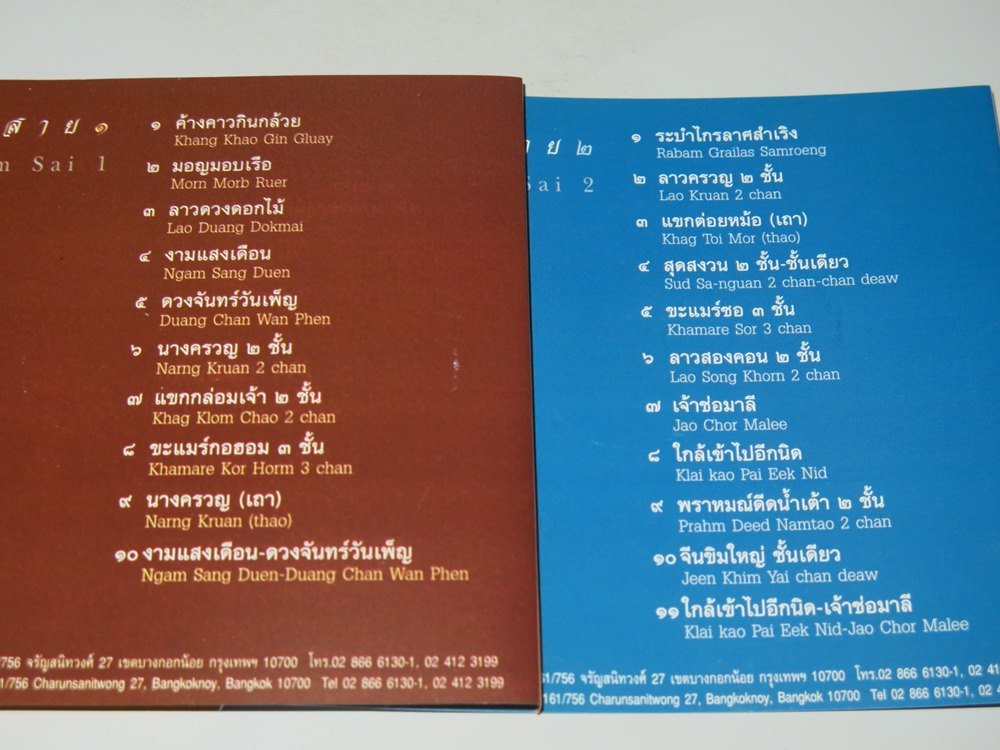 สาย ๑
Sai 1
๑ ค้างคาวกินกล้วย
Khang Khao Gin Gluay
๒ มอญมอบเรือ
Morn Morb Ruer
๓ ลาวดวงดอกไม้
Lao Duang Dokmai
๔ งามแสงเดือน
Ngam Sang Duen
๕ ดวงจันทร์วันเพ็ญ
Duang Chan Wan Phen
๖ นางครวญ ๒ ชั้น
Narng Kruan 2 chan
๗ แขกกล่อมเจ้า ๒ ชั้น
Khag Klom Chao 2 chan
๘ ขะแมร์กอฮอม ๓ ชั้น
Khamare Kor Horm 3 chan
๙ นางครวญ (เถา)
Narng Kruan (thao)
๑๐ งามแสงเดือน-ดวงจันทร์วันเพ็ญ
Ngam Sang Duen-Duang Chan Wan Phen
/756 จรัญสนิทวงศ์ 27 เขตบางกอกน้อย กรุงเทพฯ 10700 โทร.02 866 6130-1, 02 412 3199
61/756 Charunsanitwong 27, Bangkoknoy, Bangkok 10700 Tel 02 866 6130-1, 02 412 3199
าย ๒
Sai 2
๑ ระบำไกรลาศสำเริง
Rabam Grailas Samroeng
๒ ลาวครวญ ๒ ชั้น
Lao Kruan 2 chan
๓ แขกต่อยหม้อ (เถา)
Khag Toi Mor (thao)
๔ สุดสงวน ๒ ชั้น-ชั้นเดียว
Sud Sa-nguan 2 chan-chan deaw
๕ ขะแมร์ซอ ๓ ชั้น
Khamare Sor 3 chan
๖ ลาวสองคอน ๒ ชั้น
Lao Song Khorn 2 chan
๗ เจ้าช่อมาลี
Jao Chor Malee
๘ ใกล้เข้าไปอีกนิด
Klai kao Pai Eek Nid
๙ พราหมณ์ดีดน้ำเต้า ๒ ชั้น
Prahm Deed Namtao 2 chan
๑๐ จีนขิมใหญ่ ชั้นเดียว
Jeen Khim Yai chan deaw
๑๑ ใกล้เข้าไปอีกนิด-เจ้าช่อมาลี
Klai kao Pai Eek Nid-Jao Chor Malee
61/756 จรัญสนิทวงศ์ 27 เขตบางกอกน้อย กรุงเทพฯ 10700 โทร.02 866 6130-1, 02 41
161/756 Charunsanitwong 27, Bangkoknoy, Bangkok 10700 Tel 02 866 6130-1, 02 4